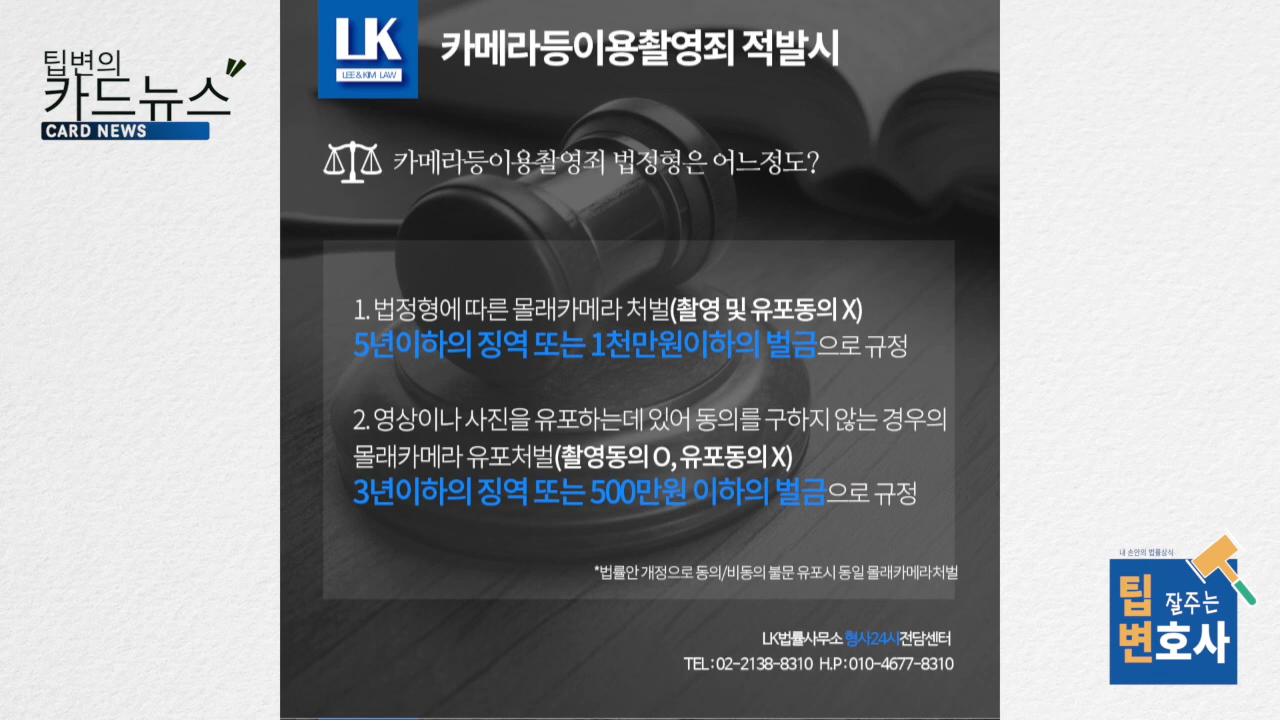 팁변의
카드뉴스
CARD NEWS
LK
LEE & KIM LAW
카메라등이용촬영죄 적발시
카메라등이용촬영죄 법정형은 어느정도?
1. 법정형에 따른 몰래카메라 처벌(촬영 및 유포동의 X)
5년이하의 징역 또는 1천만원이하의 벌금으로 규정
2. 영상이나 사진을 유포하는데 있어 동의를 구하지 않는 경우의
몰래카메라 유포처벌(촬영동의 O, 유포동의 X)
3년이하의 징역 또는 500만원 이하의 벌금으로 규정
*법률안 개정으로 동의/비동의 불문 유포시 동일 몰래카메라처벌
LK법률사무소 형사24시전담센터
TEL : 02-2138-8310 H.P : 010-4677-8310
내 손안의 법률상식
팁 잘주는
변호사